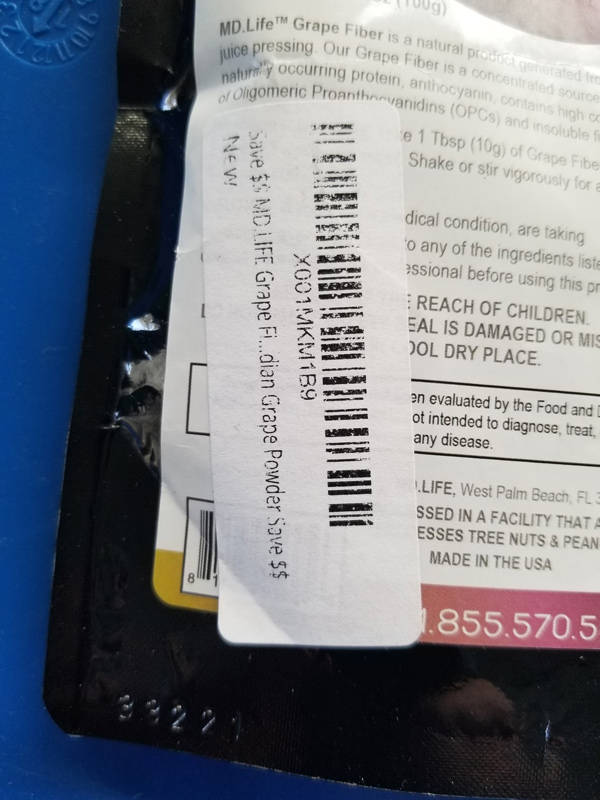 (100g)
MD.Life™ Grape Fiber is a natural product generated from
juice pressing. Our Grape Fiber is a concentrated source
naturally occurring protein, anthocyanin, contains high
of Oligomeric Proanthocyanidins (OPCs) and insoluble
1 Tbsp (10g) of Grape
Shake or stir vigorously for a
dical condition, are taking
o any of the ingredients
essional before using this
REACH OF CHILDREN.
EAL IS DAMAGED OR
OOL DRY PLACE.
en evaluated by the Food and
ot intended to diagnose, treat,
any disease.
.LIFE, West Palm Beach, FL
SSED IN A FACILITY THAT
ESSES TREE NUTS &
MADE IN THE USA
1.855.570.5
X001MKM1B9
Save $$ MD.LIFE Grape Fi...dian Grape Powder Save $$
NEW
8 1
33221